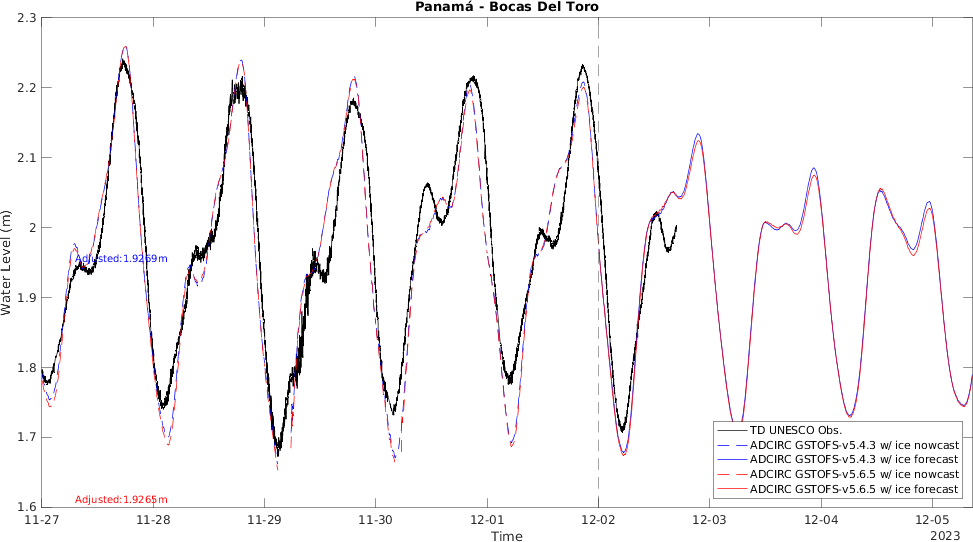 Panamá - Bocas Del Toro
2.3
2.2
2.1
2
1.9
1.8
1.7
1.6
Water Level (m)
Adjusted:1.9269m
Adjusted:1.9265m
TD UNESCO Obs.
ADCIRC GSTOFS-v5.4.3 w/ ice nowcast
ADCIRC GSTOFS-v5.4.3 w/ ice forecast
ADCIRC GSTOFS-v5.6.5 w/ ice nowcast
ADCIRC GSTOFS-v5.6.5 w/ ice forecast
11-27 11-28 11-29 11-30 12-01 12-02 12-03 12-04 12-05
Time
2023